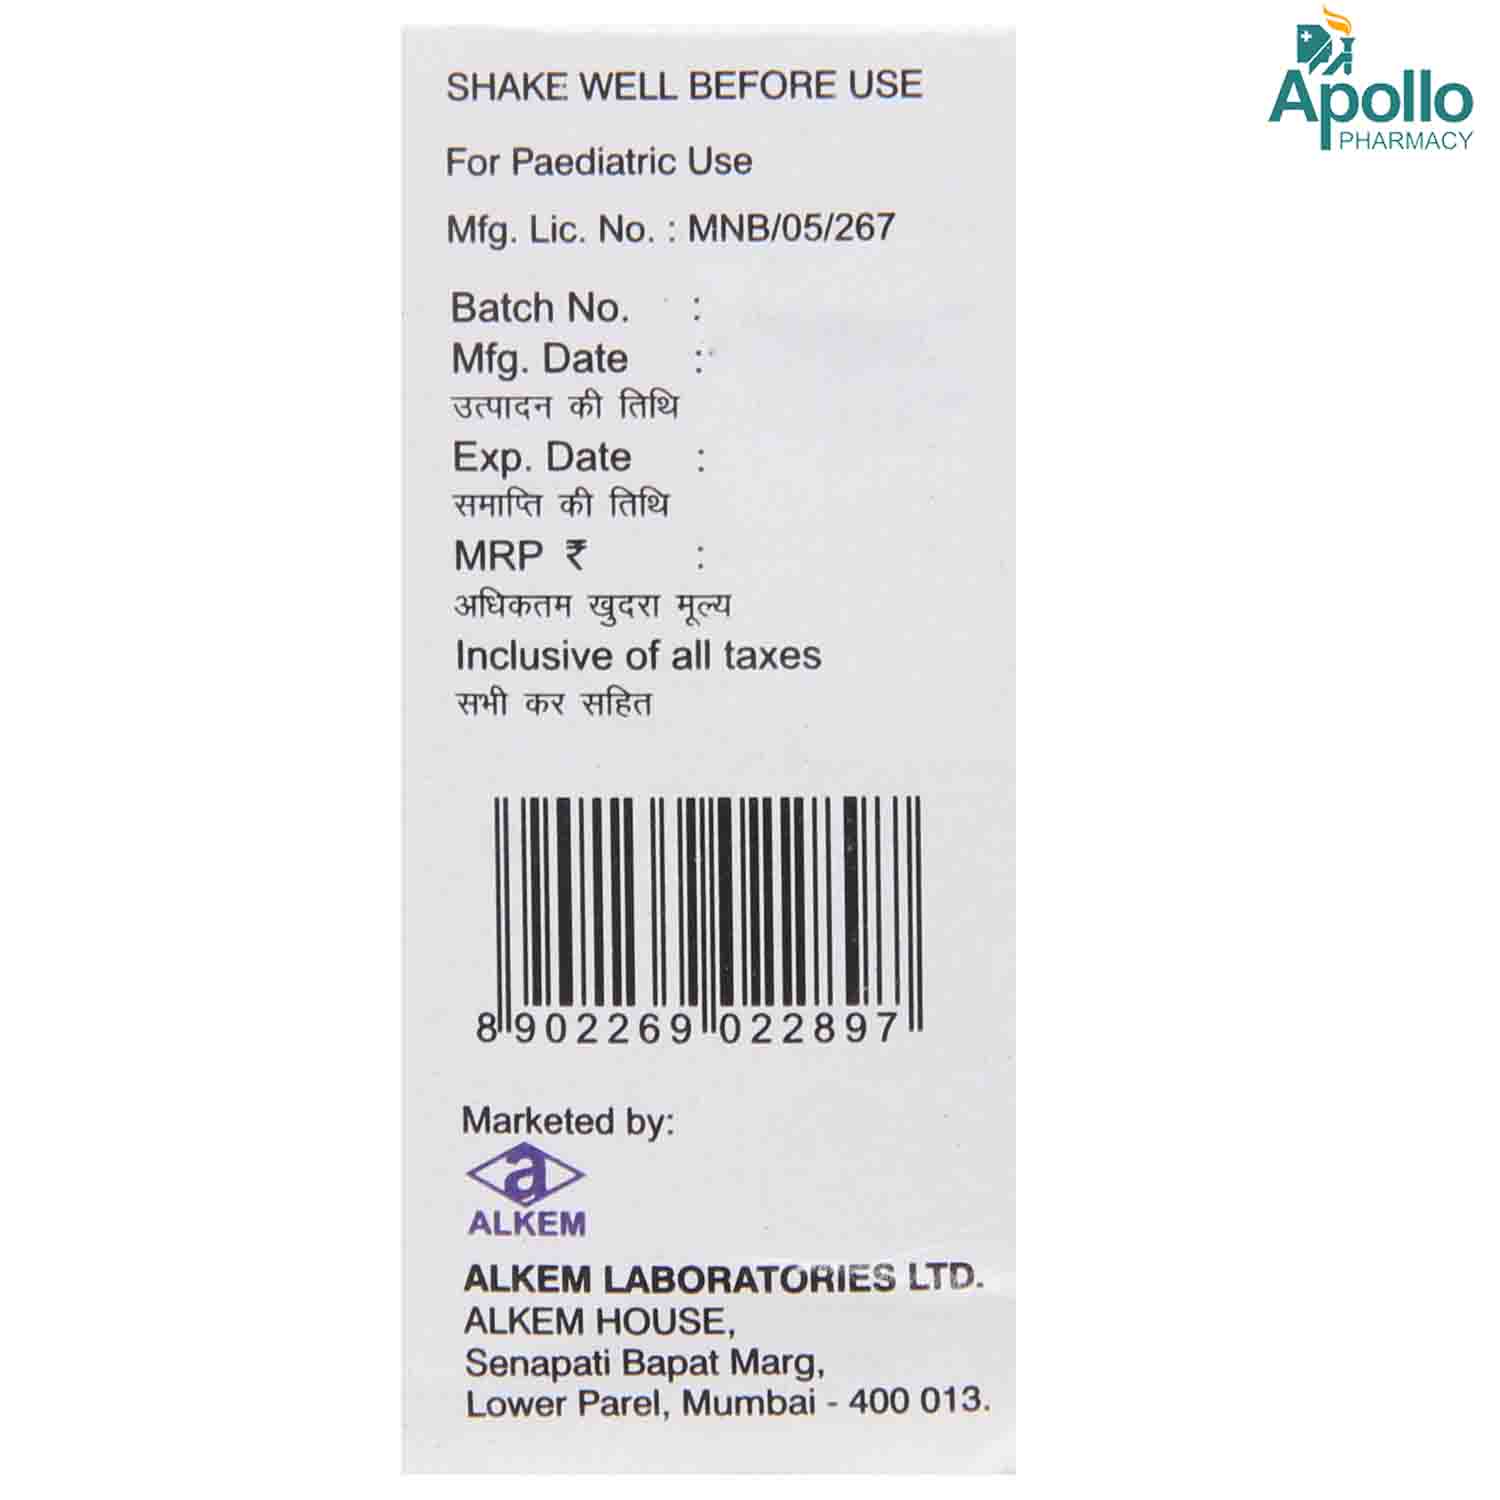 Apollo
PHARMACY
SHAKE WELL BEFORE USE
For Paediatric Use
Mfg. Lic. No. : MNB/05/267
Batch No. :
Mfg. Date :
उत्पादन की तिथि
Exp. Date :
समाप्ति की तिथि
MRP ₹ :
अधिकतम खुदरा मूल्य
Inclusive of all taxes
सभी कर सहित
8 902269 022897
Marketed by:
a
ALKEM
ALKEM LABORATORIES LTD.
ALKEM HOUSE,
Senapati Bapat Marg,
Lower Parel, Mumbai - 400 013.